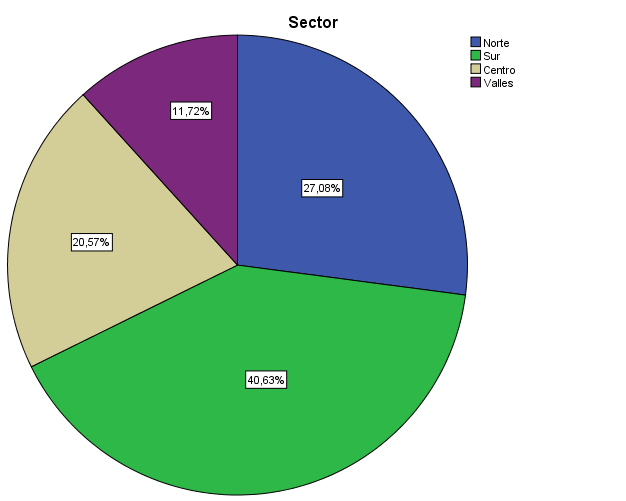 Sector
Norte
Sur
Centro
Valles
11,72%
27,08%
20,57%
40,63%